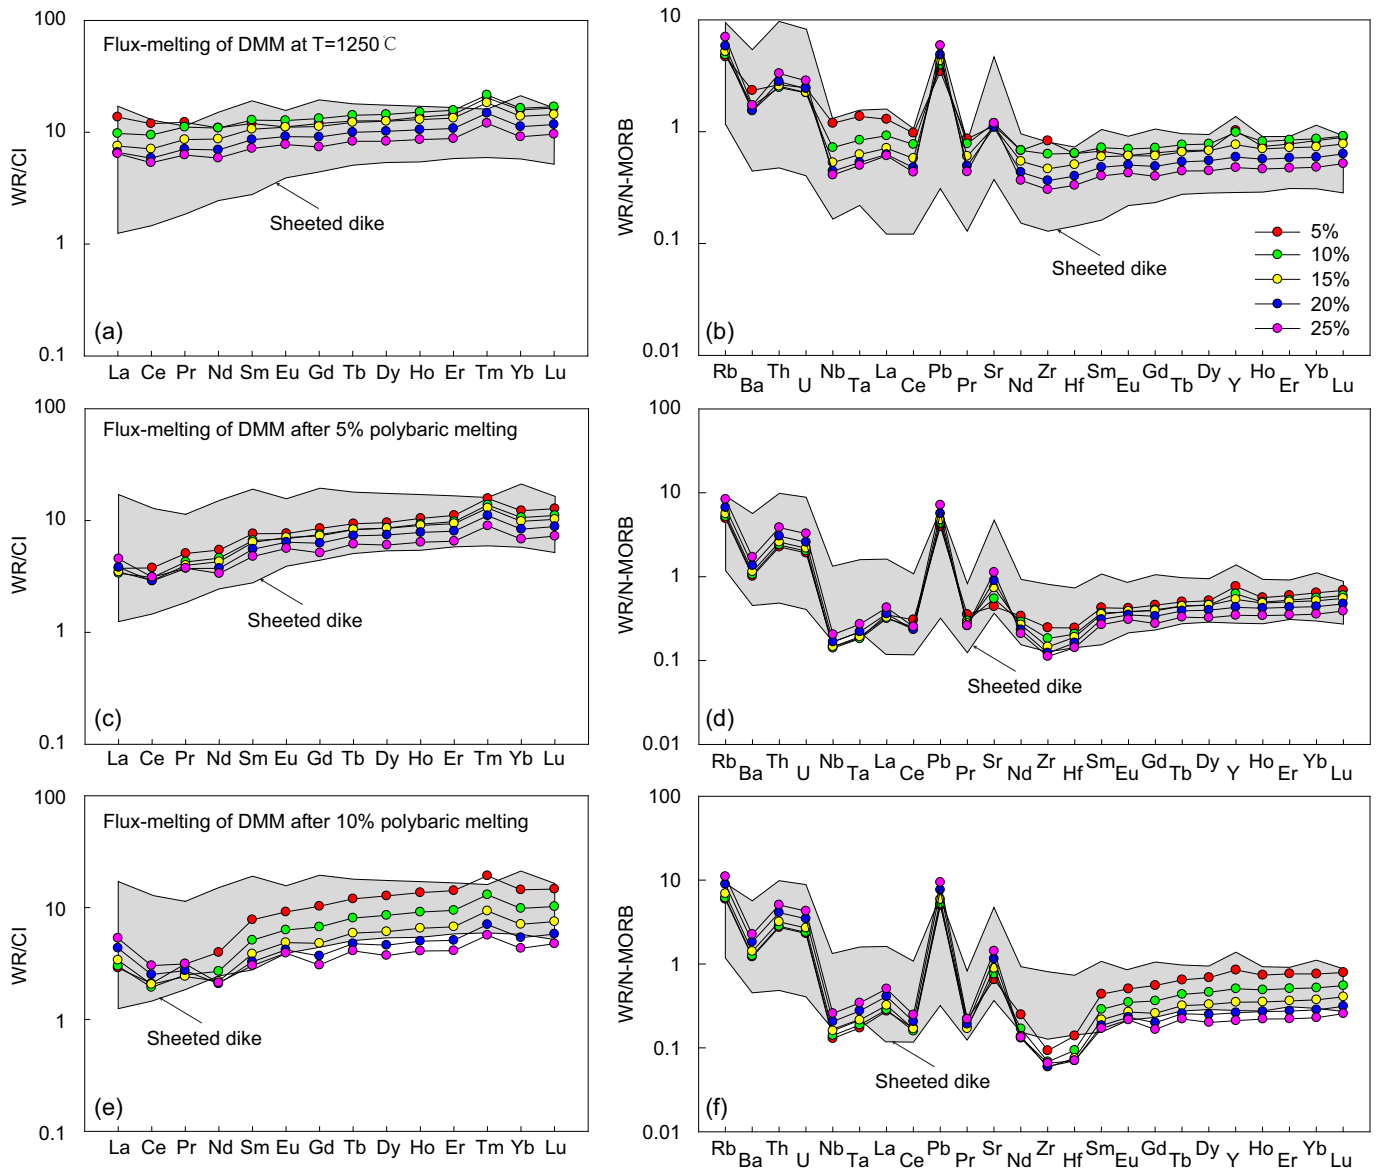 100
Flux-melting of DMM at T=1250℃
10
WR/CI
1
Sheeted dike
(a)
0.1
La Ce Pr Nd Sm Eu Gd Tb Dy Ho Er Tm Yb Lu
10
1
WR/N-MORB
0.1
Sheeted dike
5%
10%
15%
20%
25%
(b)
0.01
Rb Ba Th U Nb Ta La Ce Pb Pr Sr Nd Zr Hf Sm Eu Gd Tb Dy Y Ho Er Yb Lu
100
Flux-melting of DMM after 5% polybaric melting
10
WR/CI
1
Sheeted dike
(c)
0.1
La Ce Pr Nd Sm Eu Gd Tb Dy Ho Er Tm Yb Lu
100
10
1
WR/N-MORB
0.1
Sheeted dike
(d)
0.01
Rb Ba Th U Nb Ta La Ce Pb Pr Sr Nd Zr Hf Sm Eu Gd Tb Dy Y Ho Er Yb Lu
100
Flux-melting of DMM after 10% polybaric melting
10
WR/CI
1
Sheeted dike
(e)
0.1
La Ce Pr Nd Sm Eu Gd Tb Dy Ho Er Tm Yb Lu
100
10
1
WR/N-MORB
0.1
Sheeted dike
(f)
0.01
Rb Ba Th U Nb Ta La Ce Pb Pr Sr Nd Zr Hf Sm Eu Gd Tb Dy Y Ho Er Yb Lu